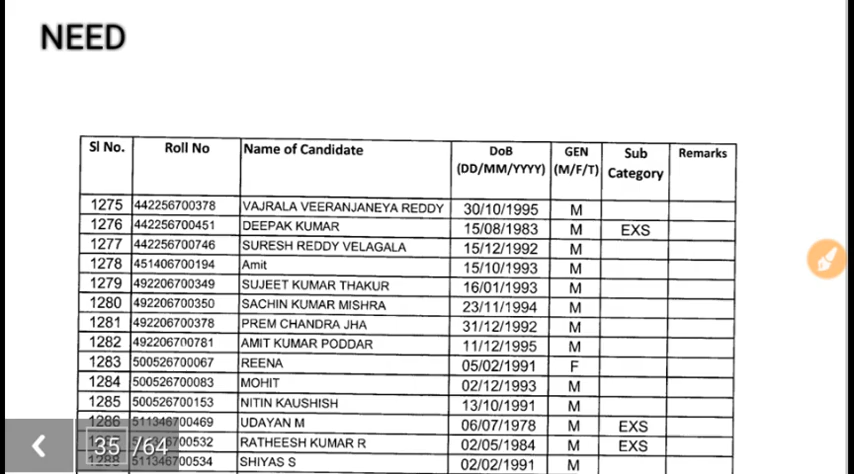 NEED
Sl No. Roll No Name of Candidate DoB (DD/MM/YYYY) GEN (M/F/T) Sub Category Remarks
1275 442256700378 VAJRALA VEERANJANEYA REDDY 30/10/1995 M
1276 442256700451 DEEPAK KUMAR 15/08/1983 M EXS
1277 442256700746 SURESH REDDY VELAGALA 15/12/1992 M
1278 451406700194 Amit 15/10/1993 M
1279 492206700349 SUJEET KUMAR THAKUR 16/01/1993 M
1280 492206700350 SACHIN KUMAR MISHRA 23/11/1994 M
1281 492206700378 PREM CHANDRA JHA 31/12/1992 M
1282 492206700781 AMIT KUMAR PODDAR 11/12/1995 M
1283 500526700067 REENA 05/02/1991 F
1284 500526700083 MOHIT 02/12/1993 M
1285 500526700153 NITIN KAUSHISH 13/10/1991 M
1286 511346700469 UDAYAN M 06/07/1978 M EXS
511346700532 RATHEESH KUMAR R 02/05/1984 M EXS
1288 511346700534 SHIYAS S 02/02/1991 M
35 /64